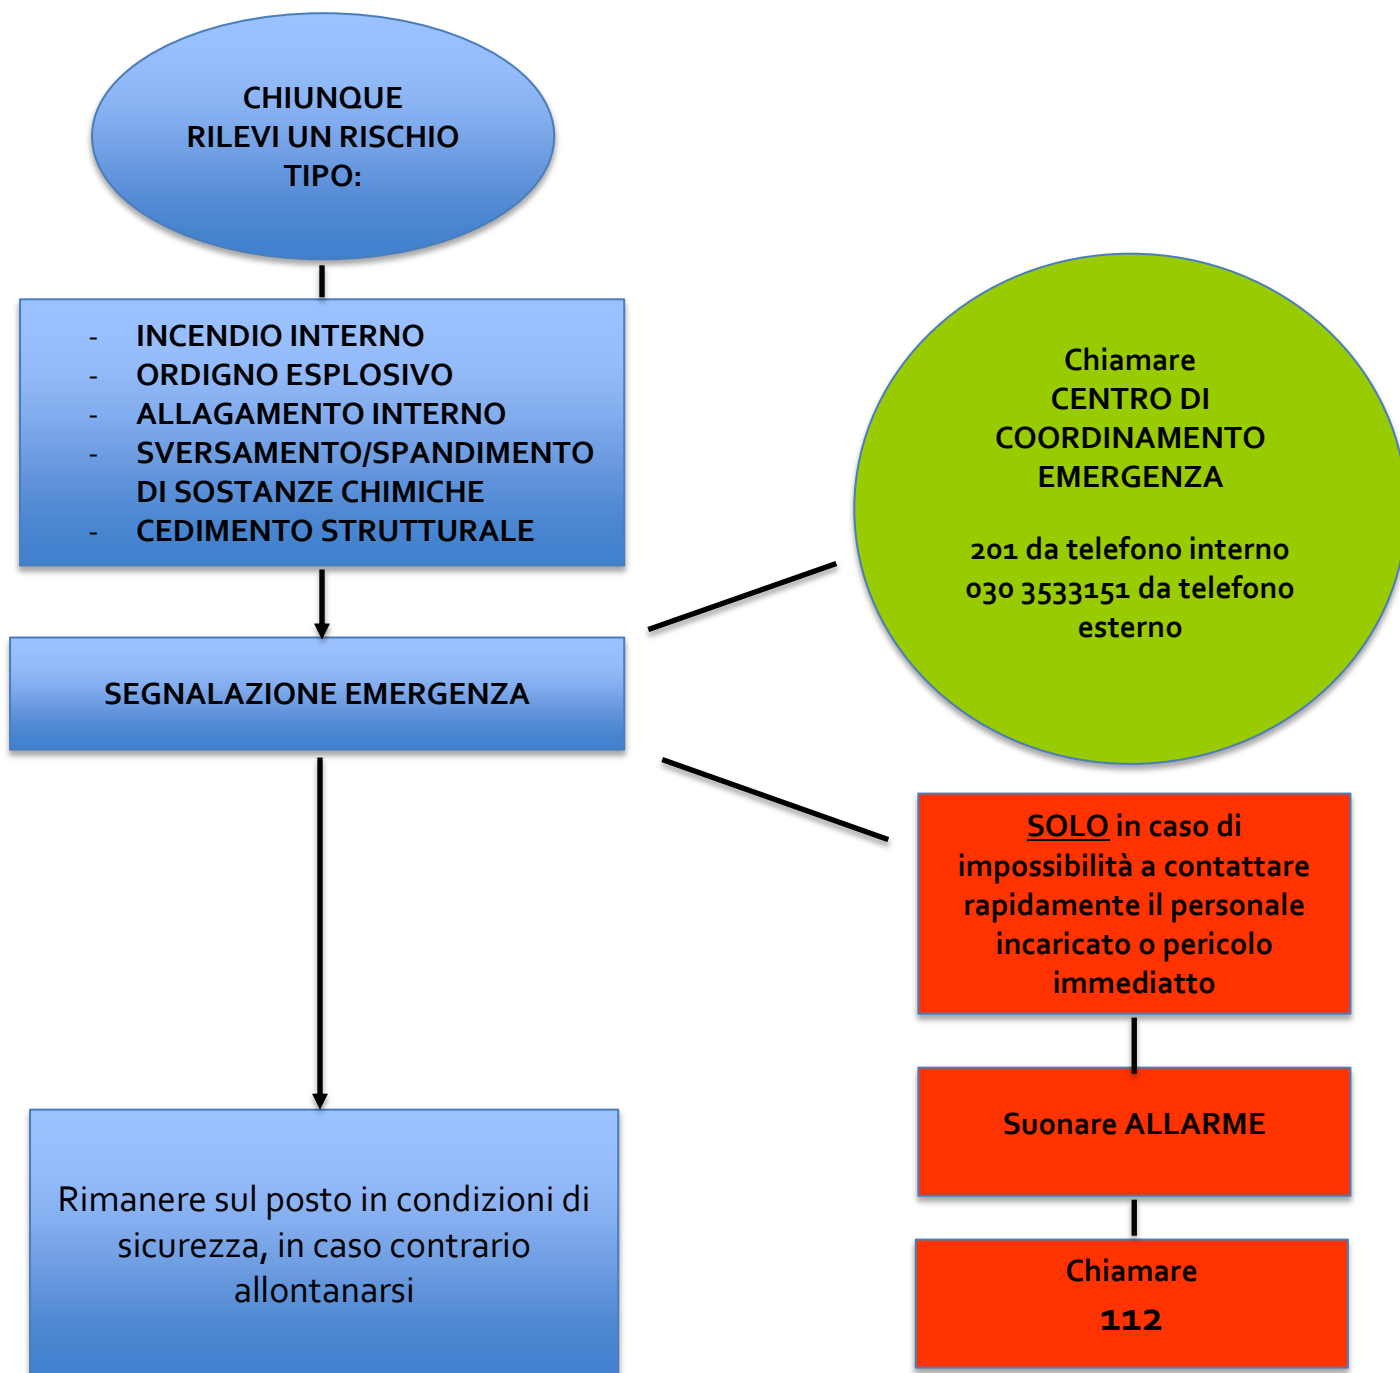 CHIUNQUE
RILEVI UN RISCHIO
TIPO:
- INCENDIO INTERNO
- ORDIGNO ESPLOSIVO
- ALLAGAMENTO INTERNO
- SVERSAMENTO/SPANDIMENTO
DI SOSTANZE CHIMICHE
- CEDIMENTO STRUTTURALE
SEGNALAZIONE EMERGENZA
Chiamare
CENTRO DI
COORDINAMENTO
EMERGENZA
201 da telefono interno
030 3533151 da telefono
esterno
SOLO in caso di
impossibilità a contattare
rapidamente il personale
incaricato o pericolo
immediatto
Suonare ALLARME
Chiamare
112
Rimanere sul posto in condizioni di
sicurezza, in caso contrario
allontanarsi